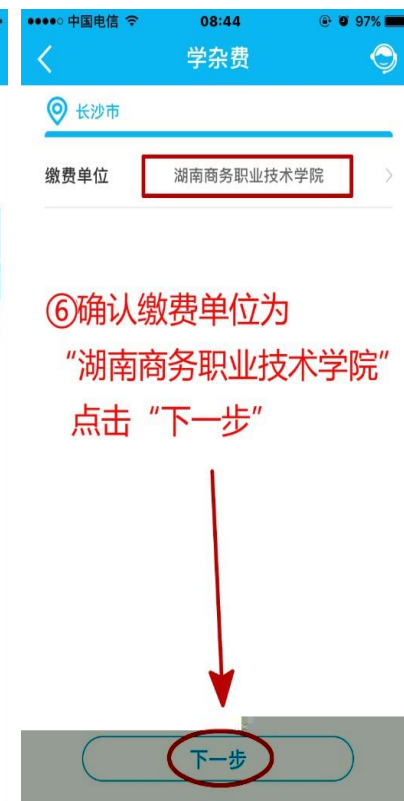 中国电信 08:44 97%
学杂费
长沙市
缴费单位 湖南商务职业技术学院
⑥确认缴费单位为
“湖南商务职业技术学院”
点击“下一步”
下一步